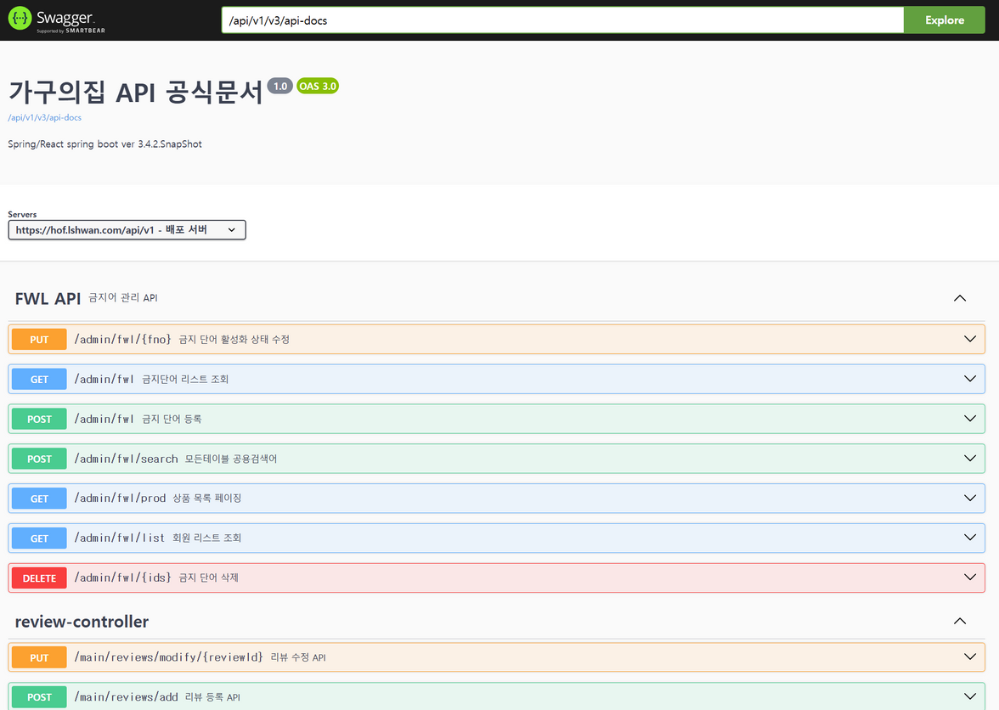 Swagger.
Supported by SMARTBEAR
/api/v1/v3/api-docs
Explore
가구의집 API 공식문서 1.0 OAS 3.0
/api/v1/v3/api-docs
Spring/React spring boot ver 3.4.2.SnapShot
Servers
https://hof.lshwan.com/api/v1 - 배포 서버
FWL API 금지어 관리 API
PUT /admin/fwl/{fno} 금지 단어 활성화 상태 수정
GET /admin/fwl 금지단어 리스트 조회
POST /admin/fwl 금지 단어 등록
POST /admin/fwl/search 모든테이블 공용검색어
GET /admin/fwl/prod 상품 목록 페이징
GET /admin/fwl/list 회원 리스트 조회
DELETE /admin/fwl/{ids} 금지 단어 삭제
review-controller
PUT /main/reviews/modify/{reviewId} 리뷰 수정 API
POST /main/reviews/add 리뷰 등록 API